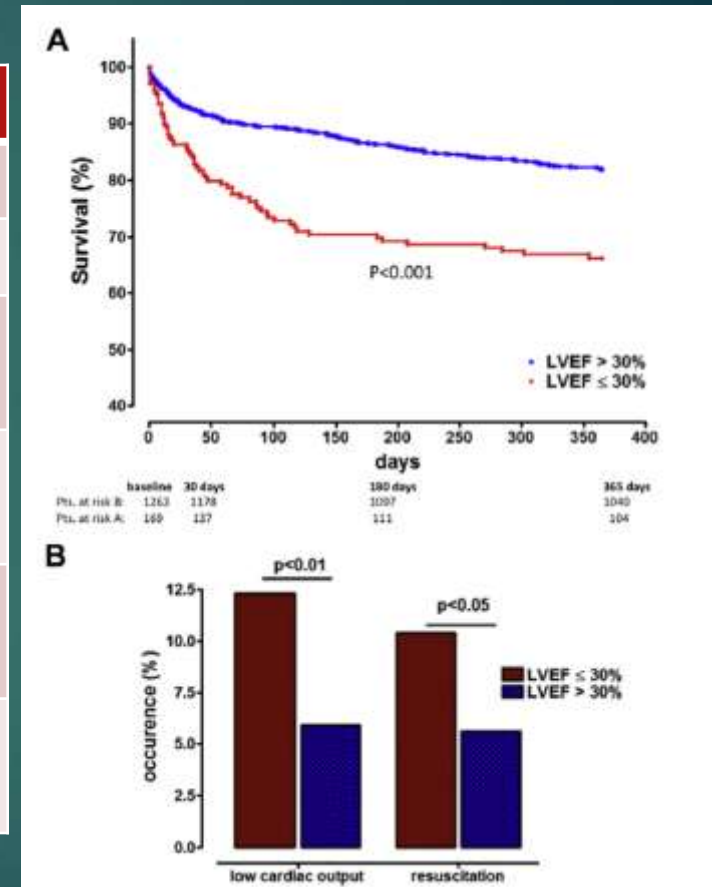 A
Survival (%)
100
90
80
70
60
50
40
P<0.001
LVEF > 30%
LVEF ≤ 30%
0 50 100 150 200 250 300 350 400
days
baseline 30 days 180 days 365 days
Pts. at risk B: 1263 1178 1097 1040
Pts. at risk A: 169 137 111 104
B
occurence (%)
12.5
10.0
7.5
5.0
2.5
0.0
p<0.01
p<0.05
LVEF ≤ 30%
LVEF > 30%
low cardiac output resuscitation